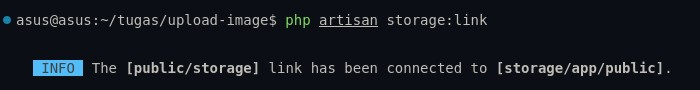 asus@asus:~/tugas/upload-image$ php artisan storage:link
INFO The [public/storage] link has been connected to [storage/app/public].